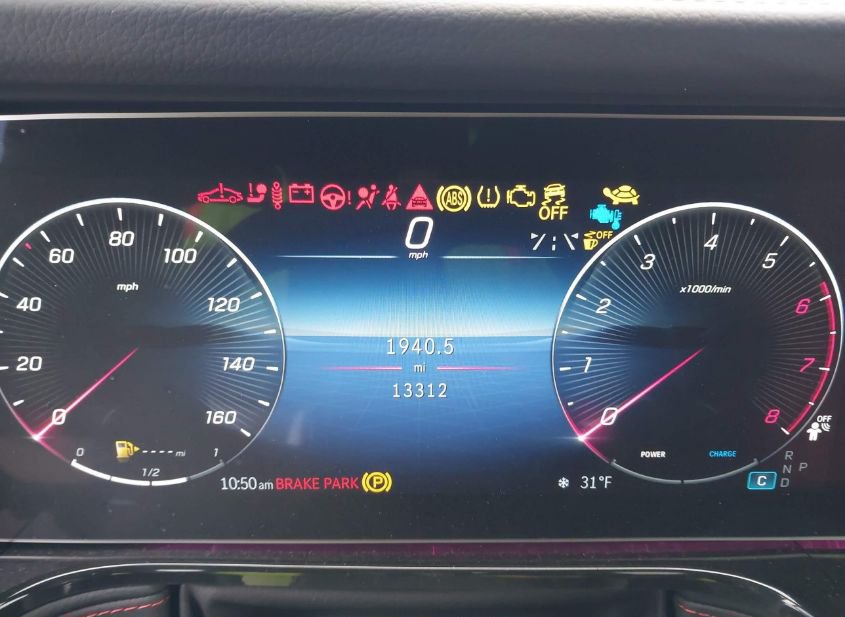 ABS
OFF
OFF
0
mph
60
80
100
40
mph
120
20
140
0
160
0
1/2
mi
1
1940.5
mi
13312
10:50 am BRAKE PARK (P)
31°F
4
3
5
x1000/min
2
6
1
7
0
8
POWER
CHARGE
OFF
R
N P
C D